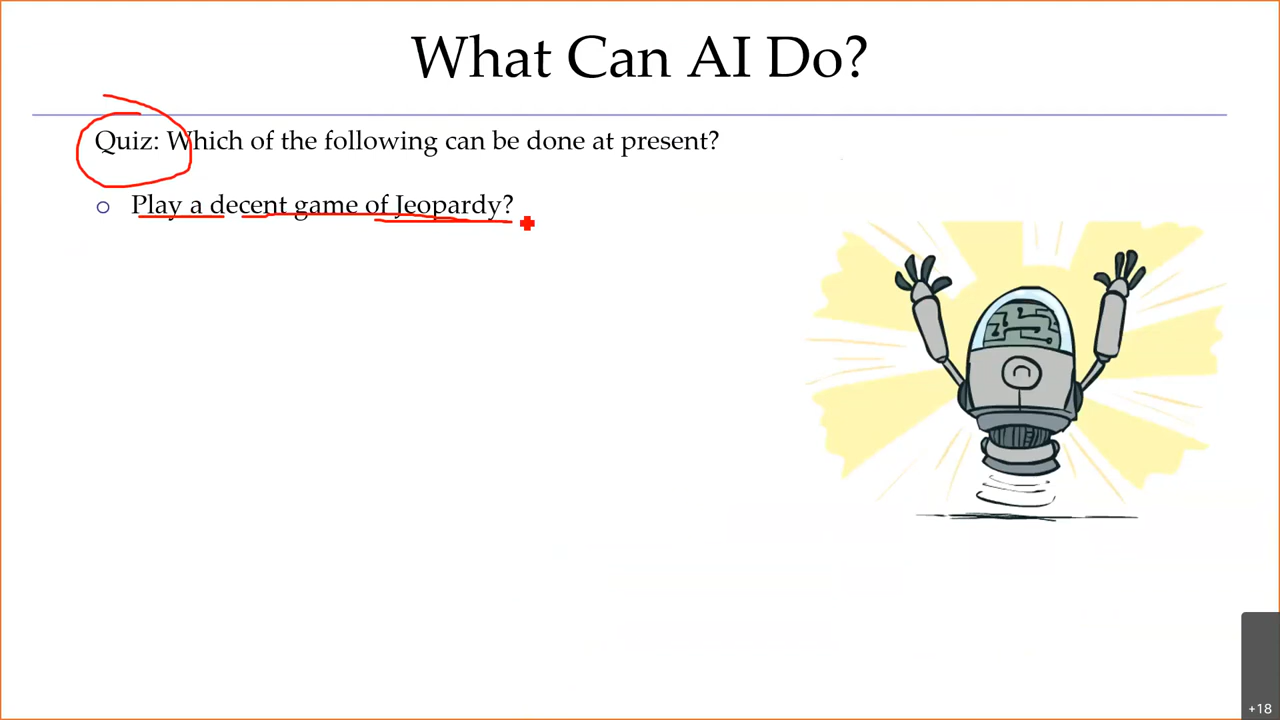 What Can AI Do?
Quiz: Which of the following can be done at present?
Play a decent game of Jeopardy?
+18